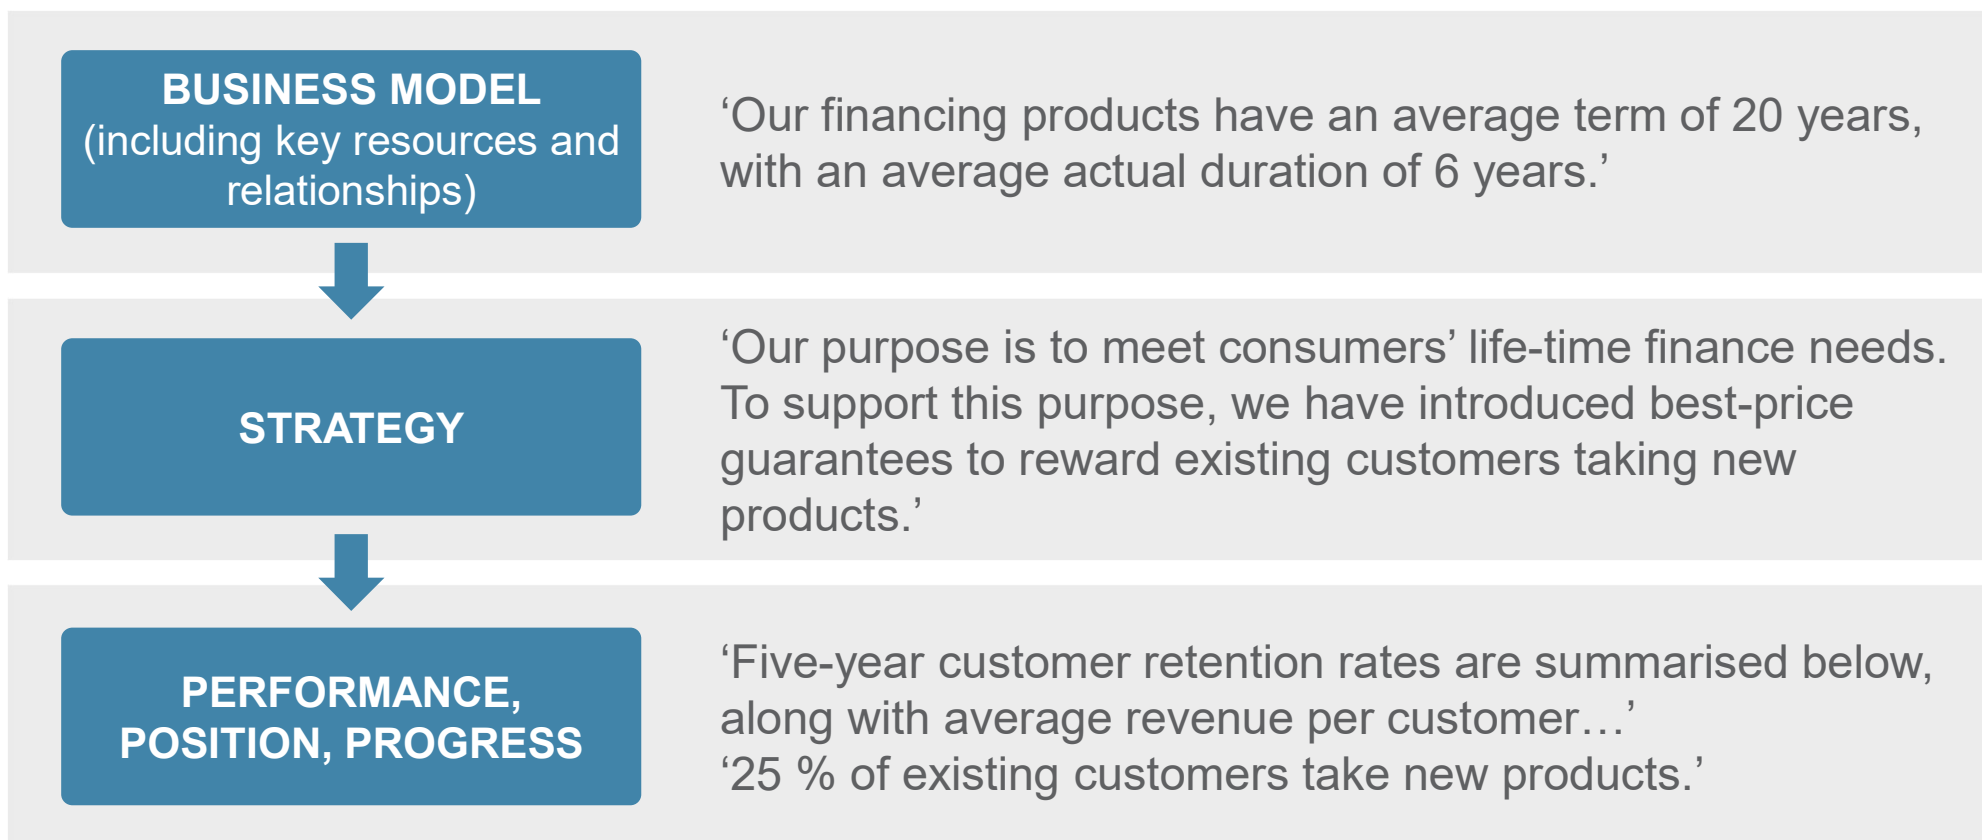 BUSINESS MODEL
(including key resources and
relationships)
‘Our financing products have an average term of 20 years,
with an average actual duration of 6 years.’
STRATEGY
‘Our purpose is to meet consumers’ life-time finance needs.
To support this purpose, we have introduced best-price
guarantees to reward existing customers taking new
products.’
PERFORMANCE,
POSITION, PROGRESS
‘Five-year customer retention rates are summarised below,
along with average revenue per customer…’
‘25 % of existing customers take new products.’